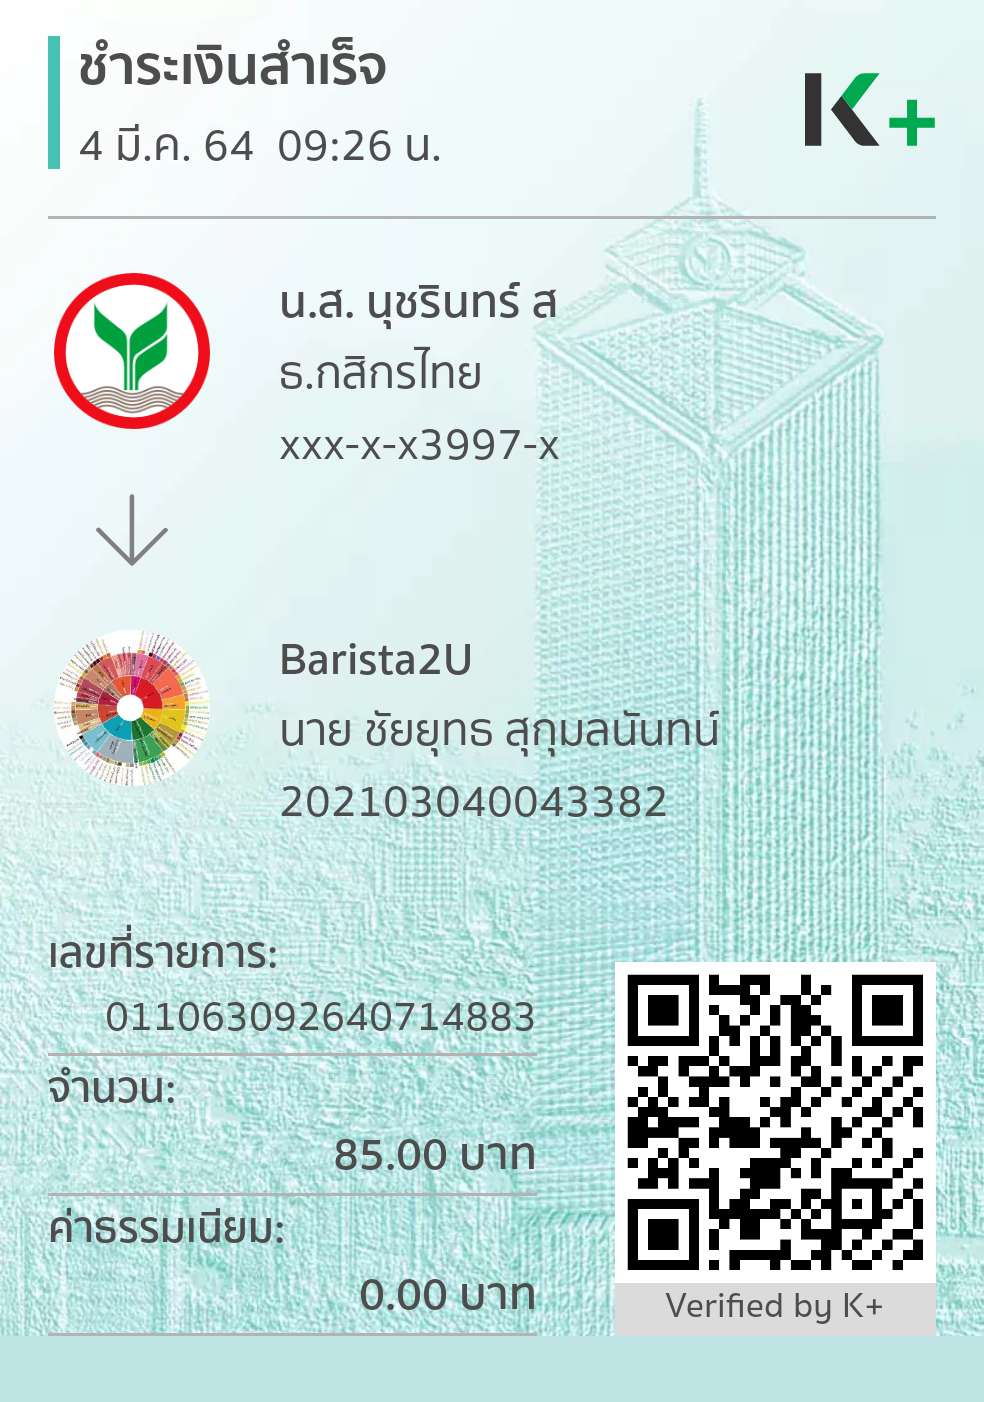 ชำระเงินสำเร็จ
4 มี.ค. 64 09:26 น.
K+
น.ส. นุชรินทร์ ส
ธ.กสิกรไทย
xxx-x-x3997-x
Barista2U
นาย ชัยยุทธ สุกุมลนันทน์
202103040043382
เลขที่รายการ:
011063092640714883
จำนวน:
85.00 บาท
ค่าธรรมเนียม:
0.00 บาท
Verified by K+